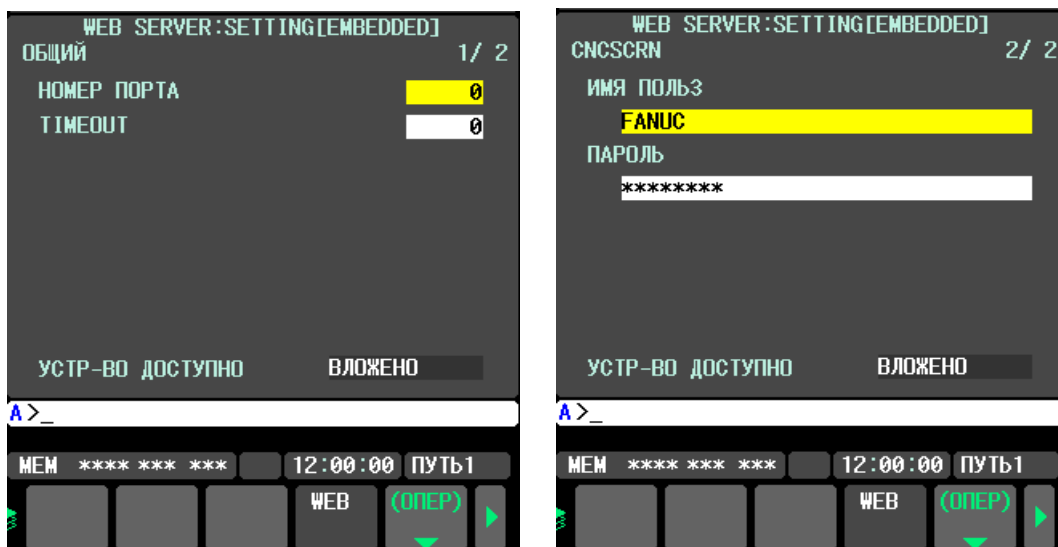 WEB SERVER:SETTING[EMBEDDED]
ОБЩИЙ 1/ 2
НОМЕР ПОРТА 0
TIMEOUT 0
УСТР-ВО ДОСТУПНО ВЛОЖЕНО
A>_
MEM **** *** *** 12:00:00 ПУТЬ1
WEB (ОПЕР)
WEB SERVER:SETTING[EMBEDDED]
CNCSCRN 2/ 2
ИМЯ ПОЛЬЗ
FANUC
ПАРОЛЬ
********
УСТР-ВО ДОСТУПНО ВЛОЖЕНО
A>_
MEM **** *** *** 12:00:00 ПУТЬ1
WEB (ОПЕР)